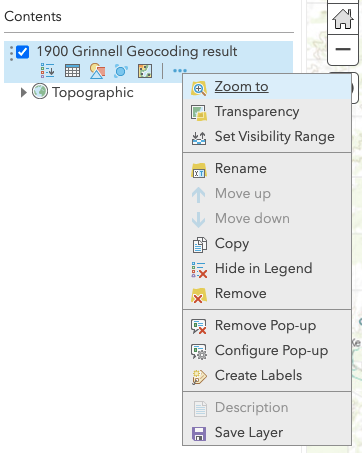 Contents
1900 Grinnell Geocoding result
Topographic
Zoom to
Transparency
Set Visibility Range
Rename
Move up
Move down
Copy
Hide in Legend
Remove
Remove Pop-up
Configure Pop-up
Create Labels
Description
Save Layer